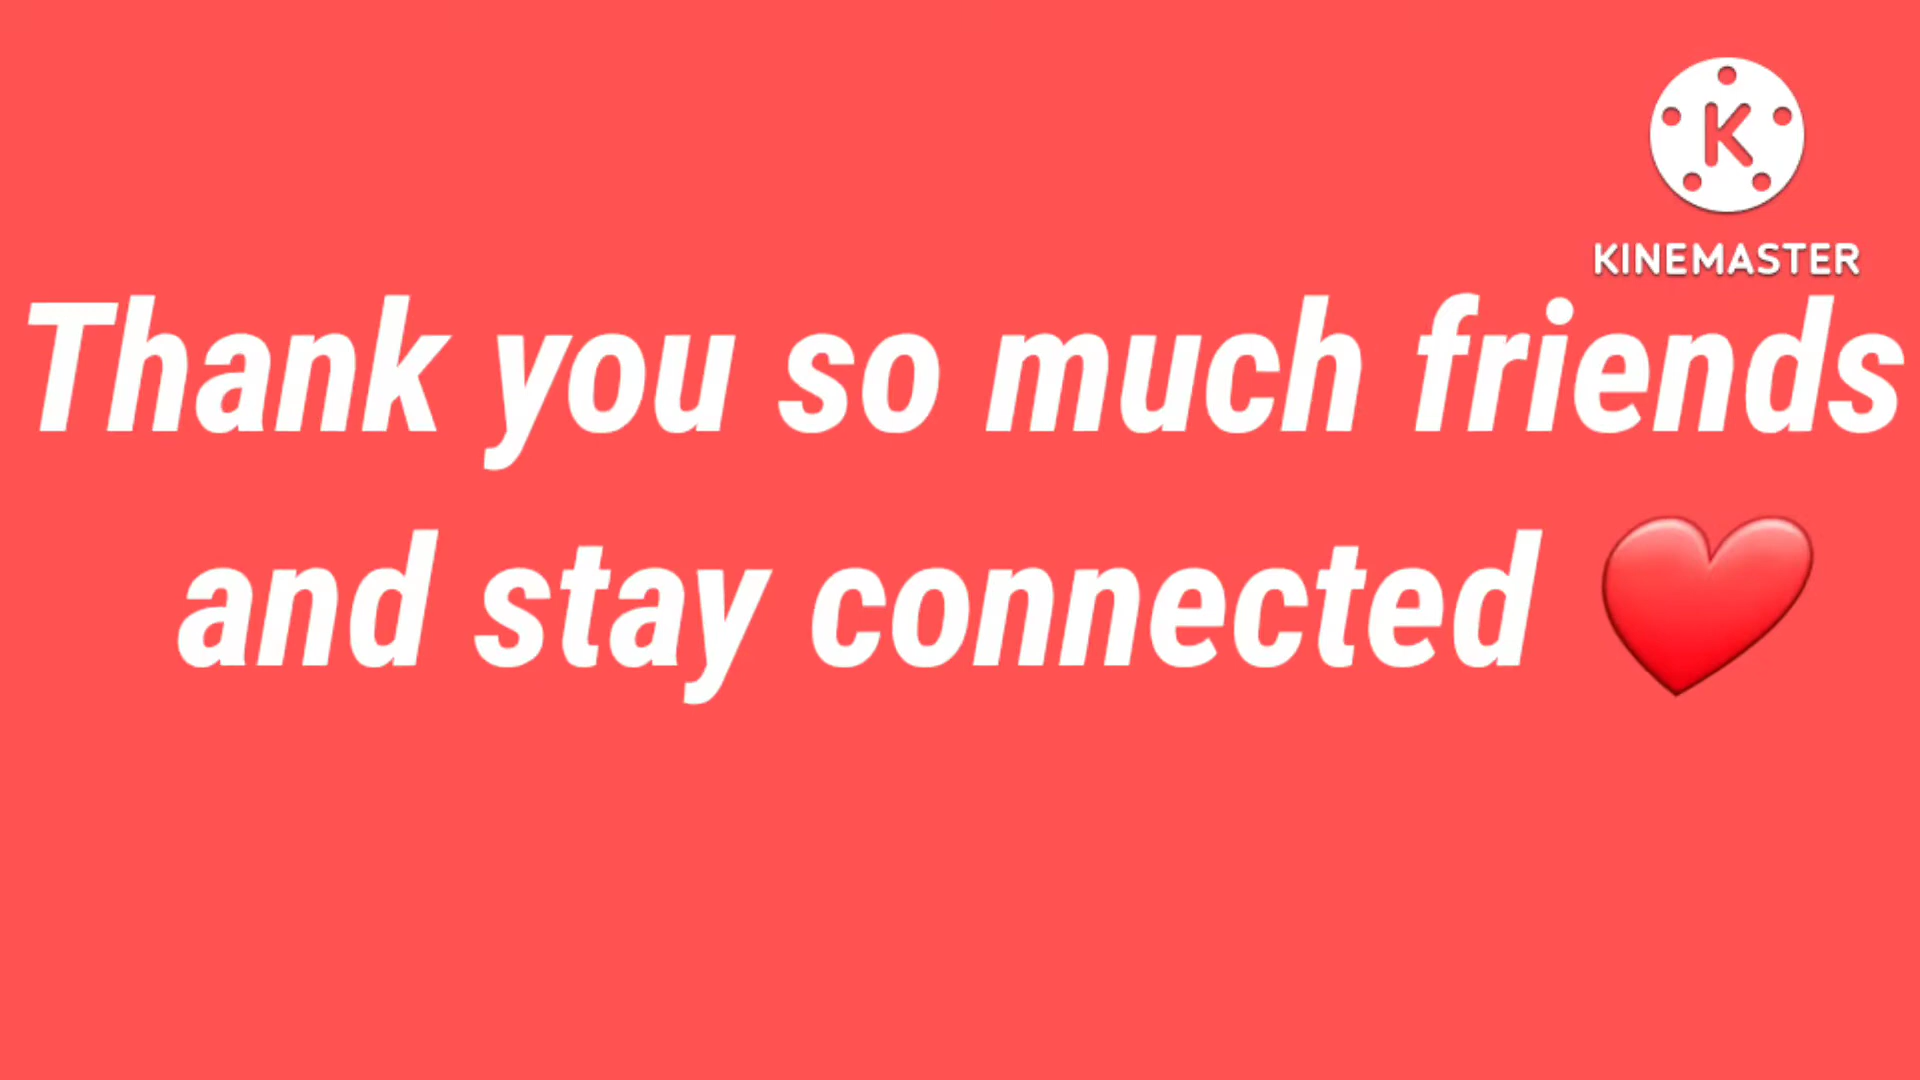 K
KINEMASTER
Thank you so much friends
and stay connected ❤️